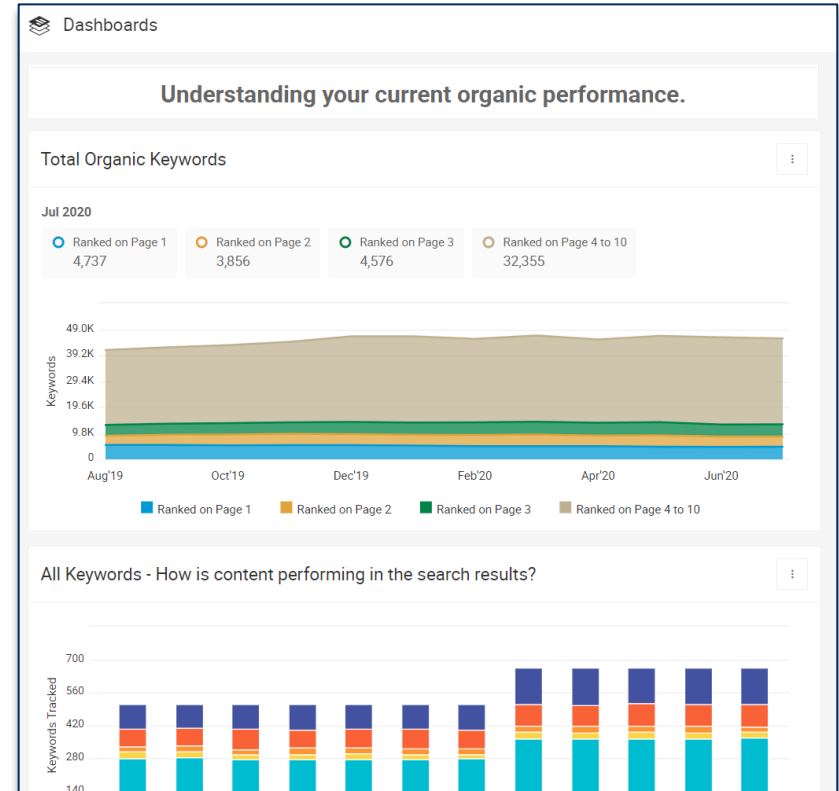 Dashboards
Understanding your current organic performance.
Total Organic Keywords
Jul 2020
Ranked on Page 1
4,737
Ranked on Page 2
3,856
Ranked on Page 3
4,576
Ranked on Page 4 to 10
32,355
Keywords
49.0K
39.2K
29.4K
19.6K
9.8K
0
Aug'19 Oct'19 Dec'19 Feb'20 Apr'20 Jun'20
Ranked on Page 1 Ranked on Page 2 Ranked on Page 3 Ranked on Page 4 to 10
All Keywords - How is content performing in the search results?
Keywords Tracked
700
560
420
280
140